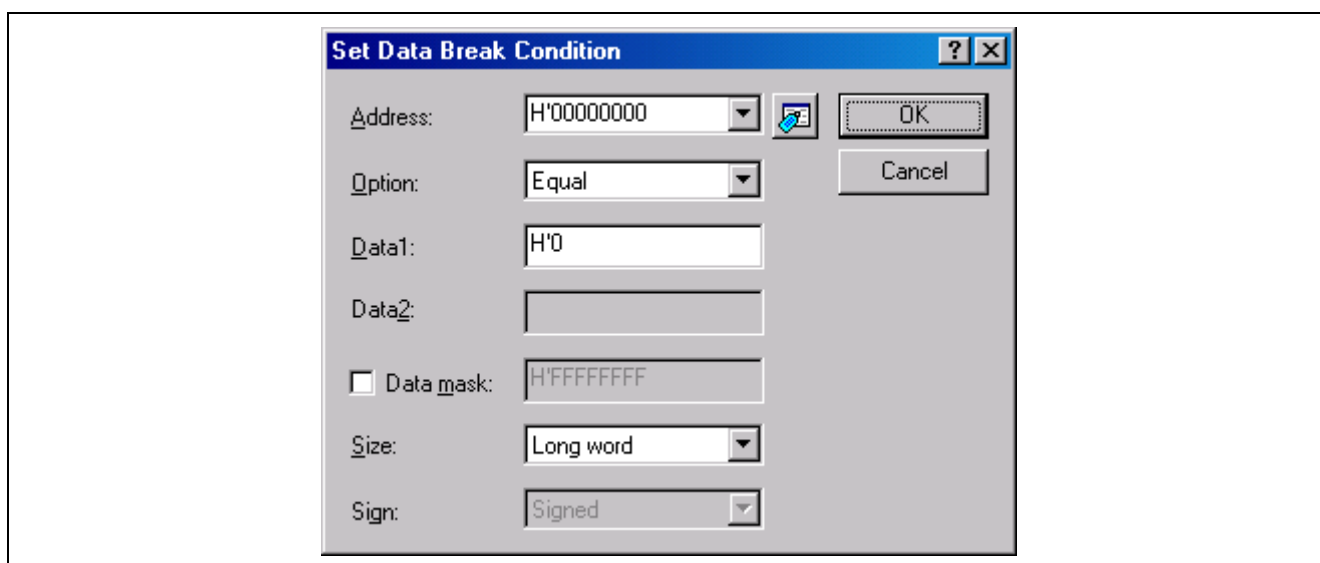 Set Data Break Condition
Address: H'00000000 OK
Option: Equal Cancel
Data1: H'0
Data2:
Data mask: H'FFFFFFFF
Size: Long word
Sign: Signed